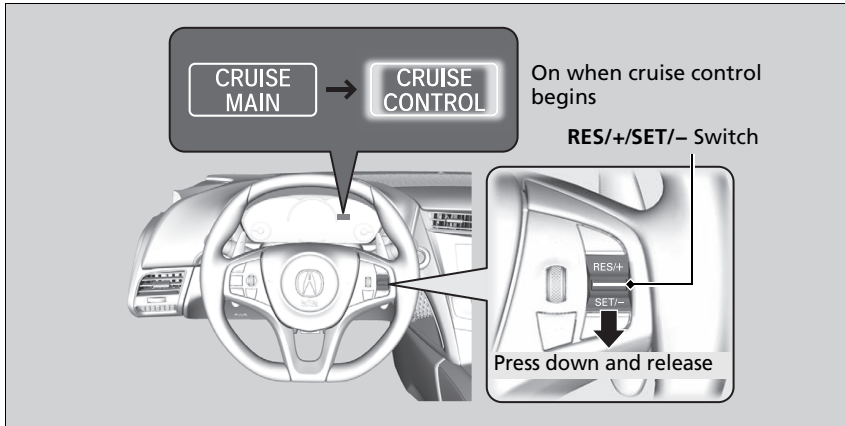 CRUISE
MAIN
CRUISE
CONTROL
On when cruise control
begins
RES/+/SET/− Switch
RES/+
SET/−
Press down and release